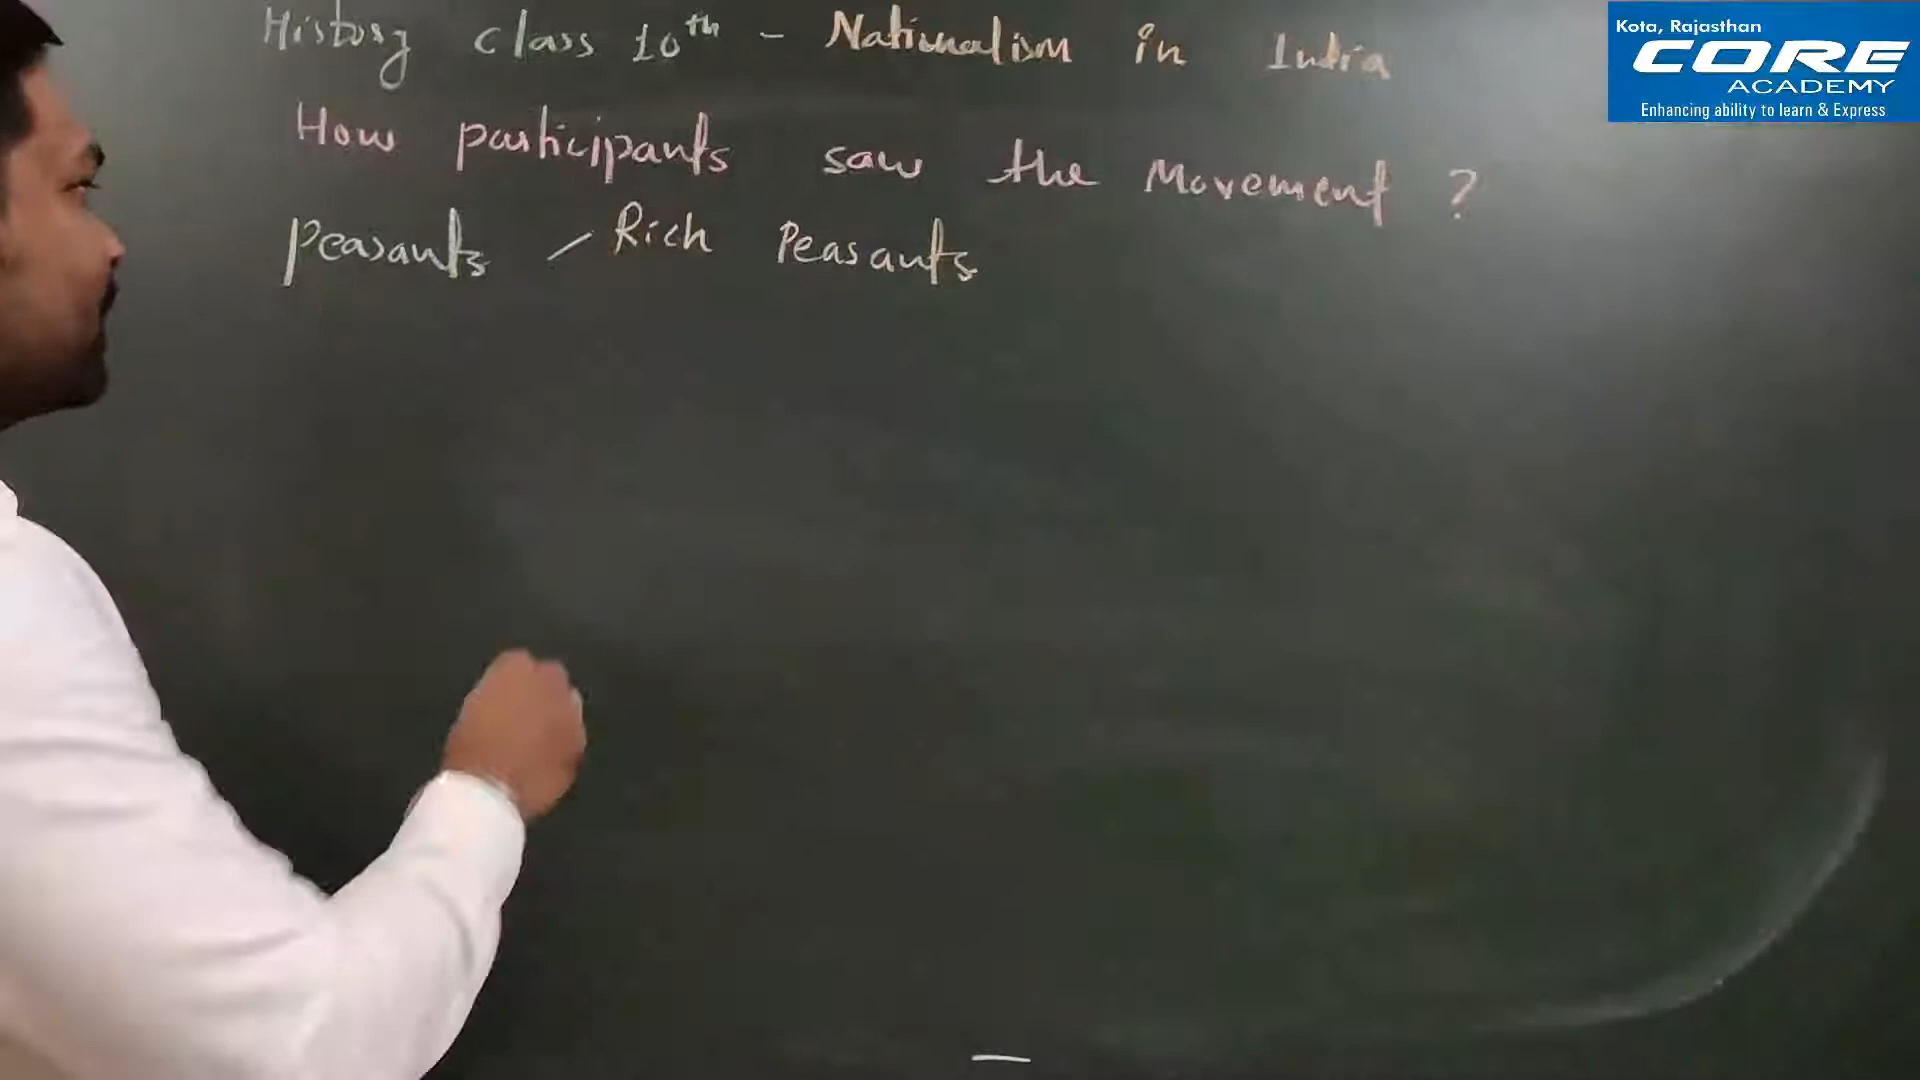 History class 10th - Nationalism in India
How participants saw the Movement ?
Peasants / Rich Peasants
Kota, Rajasthan
CORE
ACADEMY
Enhancing ability to learn & Express